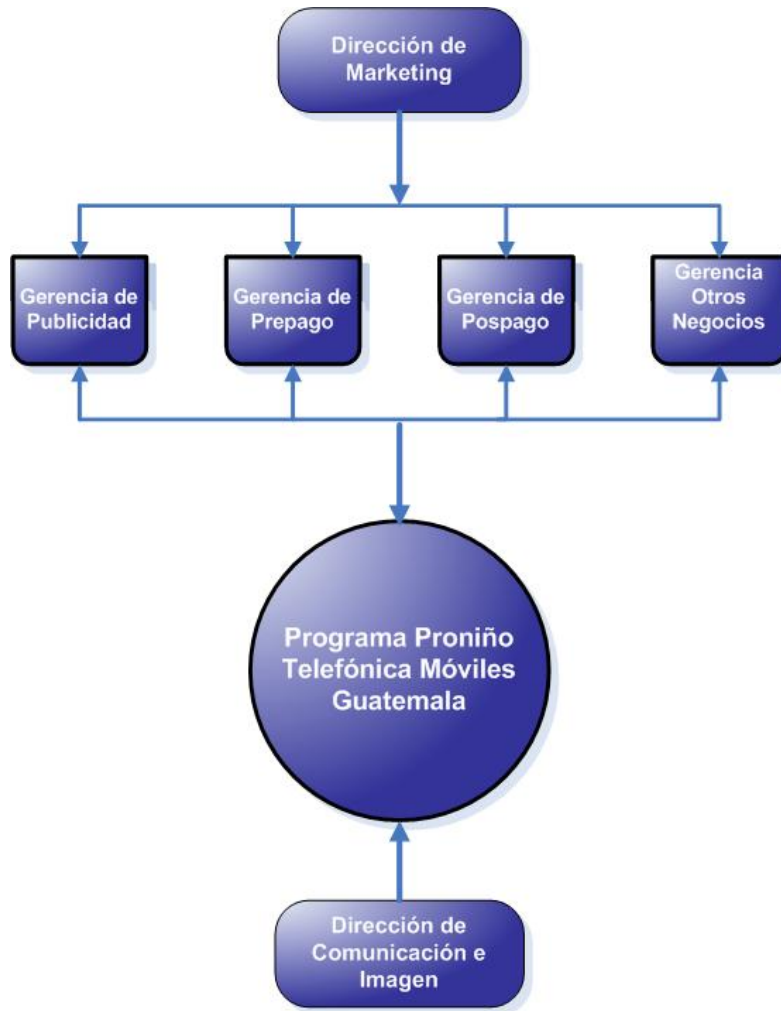 Dirección de
Marketing
Gerencia de
Publicidad
Gerencia de
Prepago
Gerencia de
Pospago
Gerencia
Otros
Negocios
Programa Proniño
Telefónica Móviles
Guatemala
Dirección de
Comunicación e
Imagen